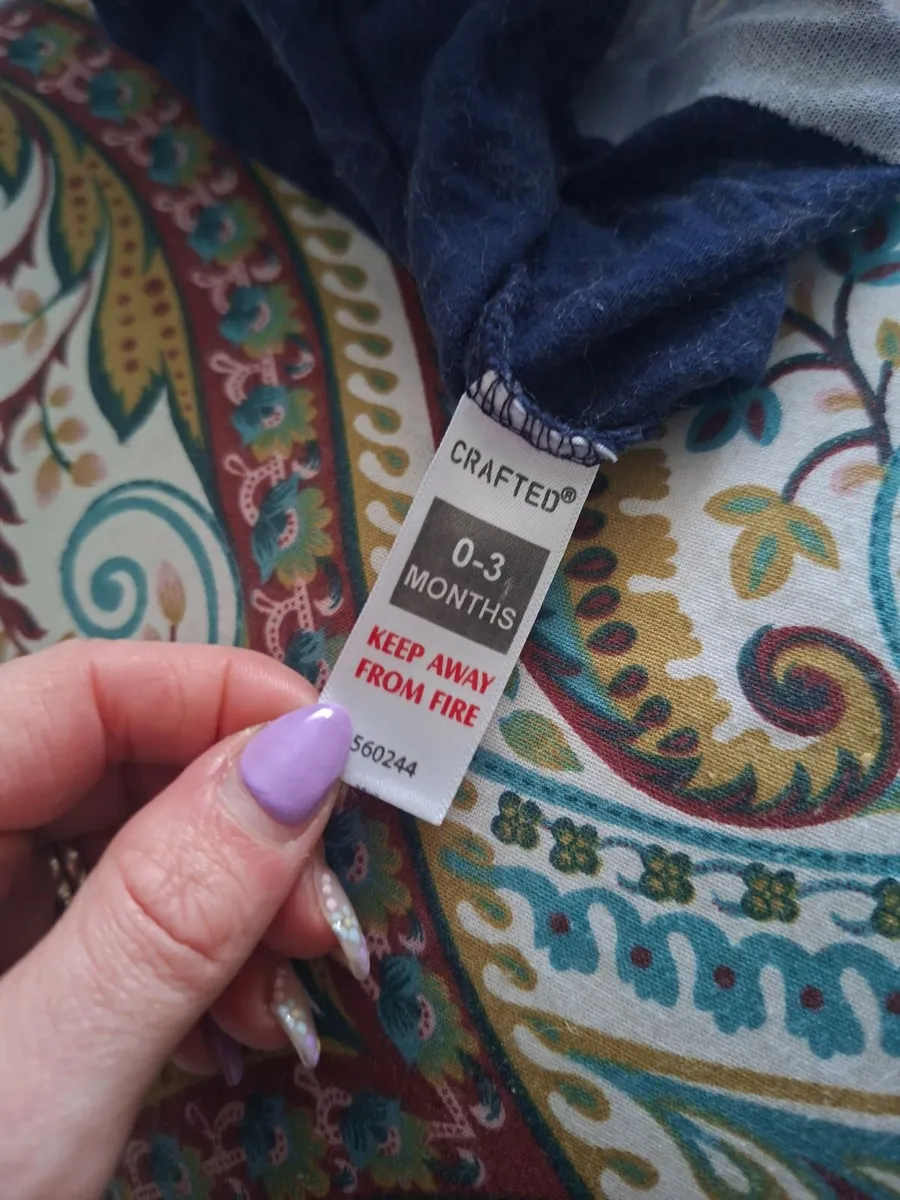 CRAFTED®
0-3
MONTHS
KEEP AWAY
FROM FIRE
560244